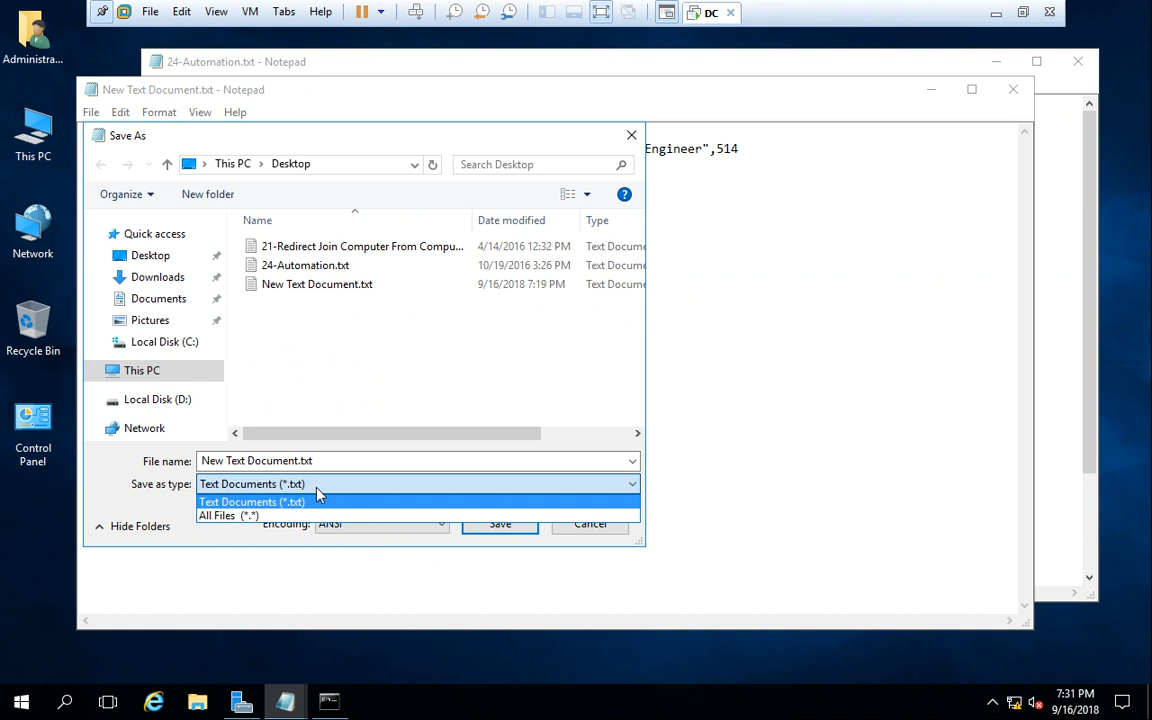 File Edit View VM Tabs Help DC
Administra...
This PC
Network
Recycle Bin
Control
Panel
24-Automation.txt - Notepad
New Text Document.txt - Notepad
File Edit Format View Help
Engineer",514
Save As
This PC > Desktop
Search Desktop
Organize New folder
Name Date modified Type
21-Redirect Join Computer From Compu... 4/14/2016 12:32 PM Text Docume
24-Automation.txt 10/19/2016 3:26 PM Text Docume
New Text Document.txt 9/16/2018 7:19 PM Text Docume
Quick access
Desktop
Downloads
Documents
Pictures
Local Disk (C:)
This PC
Local Disk (D:)
Network
File name: New Text Document.txt
Save as type: Text Documents (*.txt)
Text Documents (*.txt)
All Files (*.*)
Hide Folders Encoding: ANSI Save Cancel
7:31 PM
9/16/2018